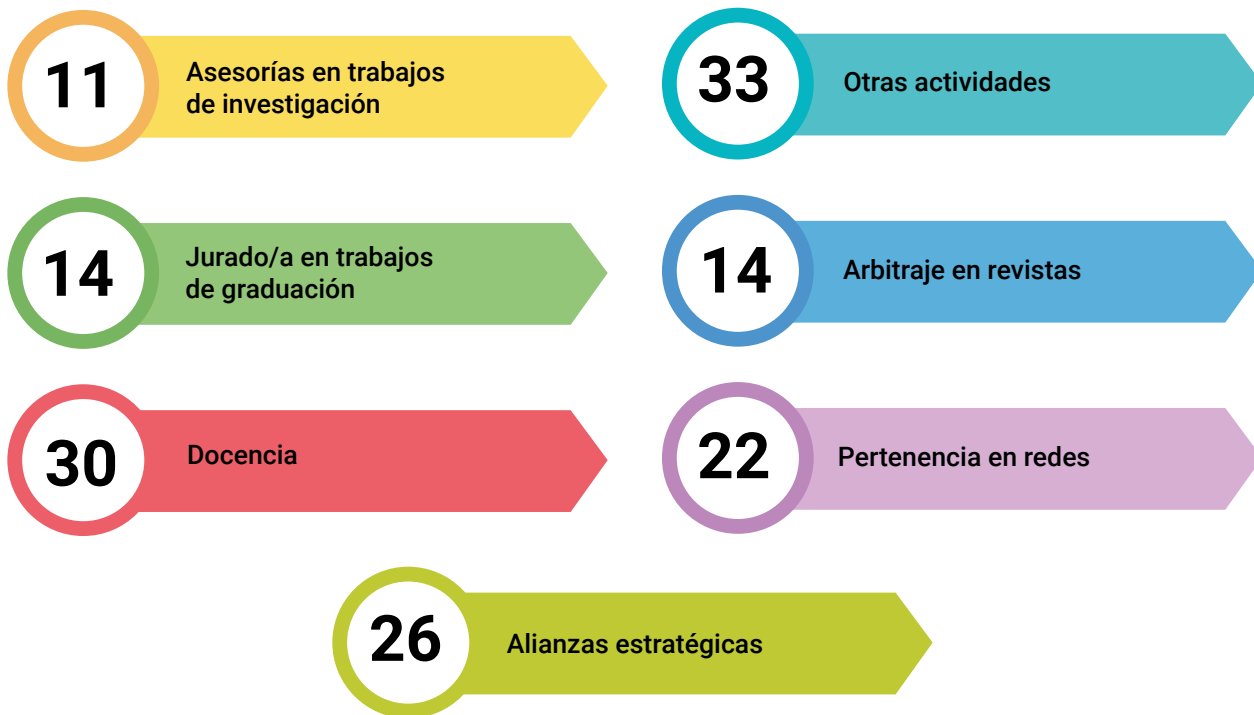 11
Asesorías en trabajos
de investigación
33
Otras actividades
14
Jurado/a en trabajos
de graduación
14
Arbitraje en revistas
30
Docencia
22
Pertenencia en redes
26
Alianzas estratégicas